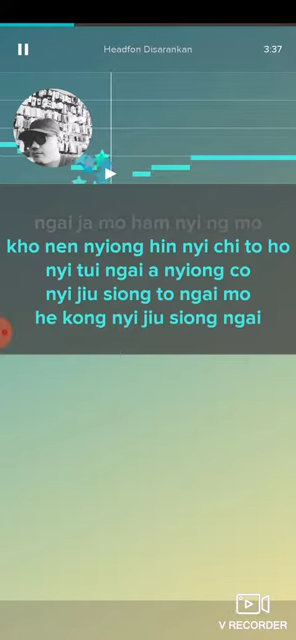 Headfon Disarankan
3:37
ngai ja mo ham nyi ng mo
kho nen nyiong hin nyi chi to ho
nyi tui ngai a nyiong co
nyi jiu siong to ngai mo
he kong nyi jiu siong ngai
V RECORDER